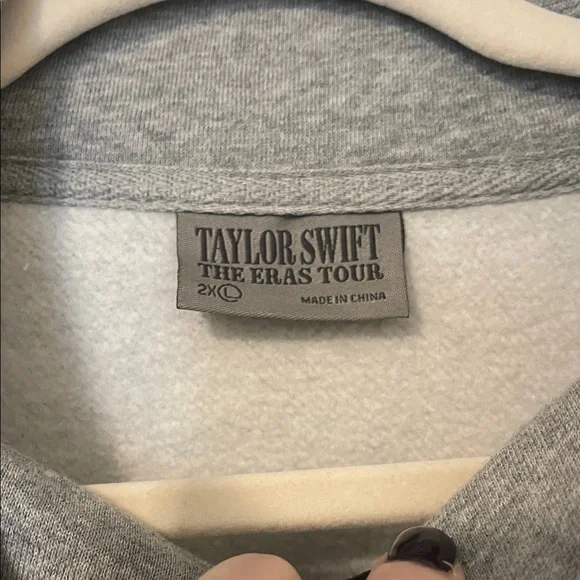 TAYLOR SWIFT
THE ERAS TOUR
2XL
MADE IN CHINA